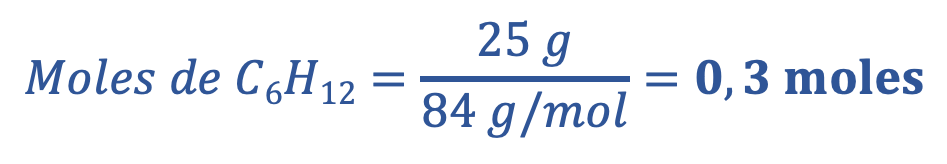 Moles de C₆H₁₂ = 25 g / 84 g/mol = 0,3 moles